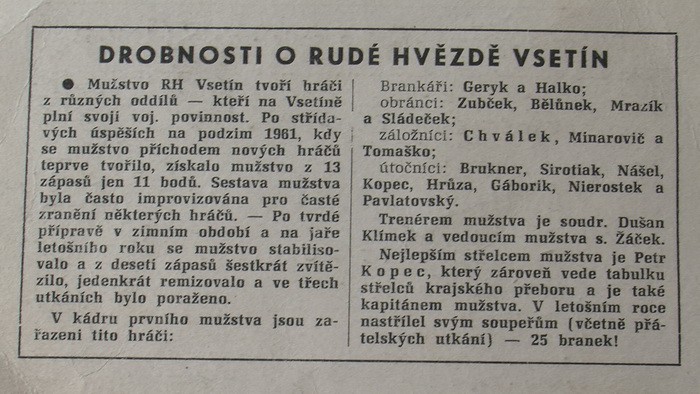 DROBNOSTI O RUDÉ HVĚZDĚ VSETÍN
● Mužstvo RH Vsetín tvoří hráči
z různých oddílů — kteří na Vsetíně
plní svoji voj. povinnost. Po střída-
vých úspěších na podzim 1961, kdy
se mužstvo příchodem nových hráčů
teprve tvořilo, získalo mužstvo z 13
zápasů jen 11 bodů. Sestava mužstva
byla často improvizována pro časté
zranění některých hráčů. — Po tvrdé
přípravě v zimním období a na jaře
letošního roku se mužstvo stabiliso-
valo a z deseti zápasů šestkrát zvítě-
zilo, jedenkrát remizovalo a ve třech
utkáních bylo poraženo.
V kádru prvního mužstva jsou za-
řazeni tito hráči:
Brankáři: Geryk a Halko;
obránci: Zubček, Bělůnek, Mrazík
a Sládeček;
záložníci: Chválek, Minarovič a
Tomaško;
útočníci: Brukner, Sirotiak, Nášel,
Kopec, Hrůza, Gáborik, Nierostek a
Pavlatovský.
Trenérem mužstva je soudr. Dušan
Klímek a vedoucím mužstva s. Žáček.
Nejlepším střelcem mužstva je Petr
Kopec, který zároveň vede tabulku
střelců krajského přeboru a je také
kapitánem mužstva. V letošním roce
nastřílel svým soupeřům (včetně přá-
telských utkání) — 25 branek!